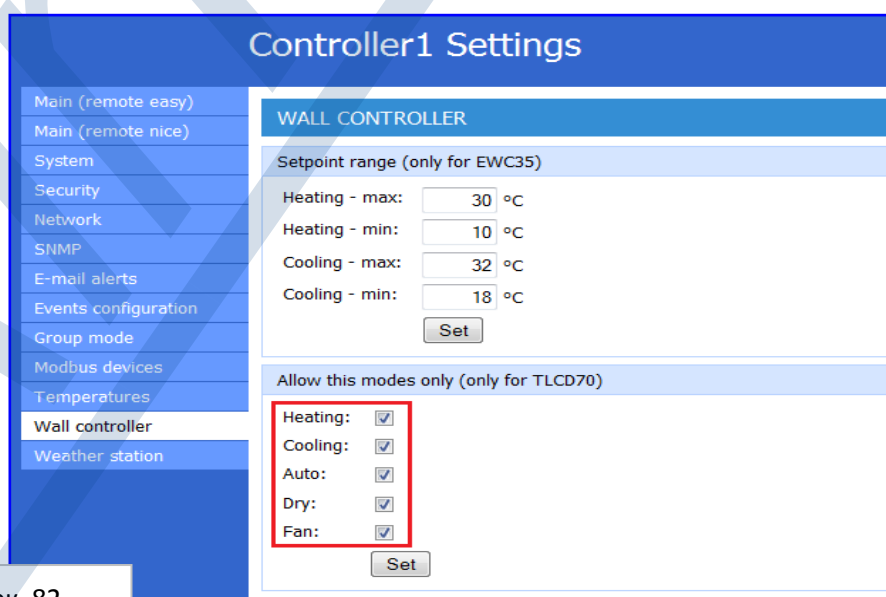 Controller1 Settings
Main (remote easy)
Main (remote nice)
System
Security
Network
SNMP
E-mail alerts
Events configuration
Group mode
Modbus devices
Temperatures
Wall controller
Weather station
WALL CONTROLLER
Setpoint range (only for EWC35)
Heating - max: 30 °C
Heating - min: 10 °C
Cooling - max: 32 °C
Cooling - min: 18 °C
Set
Allow this modes only (only for TLCD70)
Heating:
Cooling:
Auto:
Dry:
Fan:
Set
82